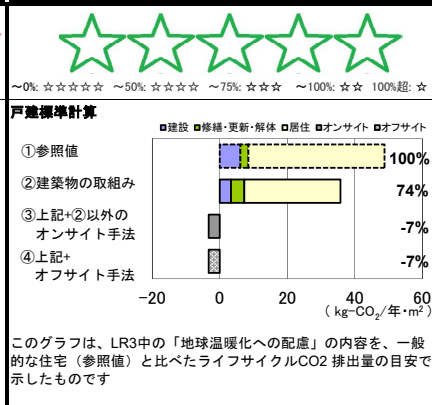 ～0%: ☆☆☆☆☆ ～50%: ☆☆☆☆ ～75%: ☆☆☆ ～100%: ☆☆ 100%超: ☆
戸建標準計算
■建設 ■修繕・更新・解体 □居住 ■オンサイト ■オフサイト
①参照値 100%
②建築物の取組み 74%
③上記+②以外の
オンサイト手法 -7%
④上記+
オフサイト手法 -7%
-20 0 20 40 60
( kg-CO2/年・m² )
このグラフは、LR3中の「地球温暖化への配慮」の内容を、一般
的な住宅（参照値）と比べたライフサイクルCO2 排出量の目安で
示したものです